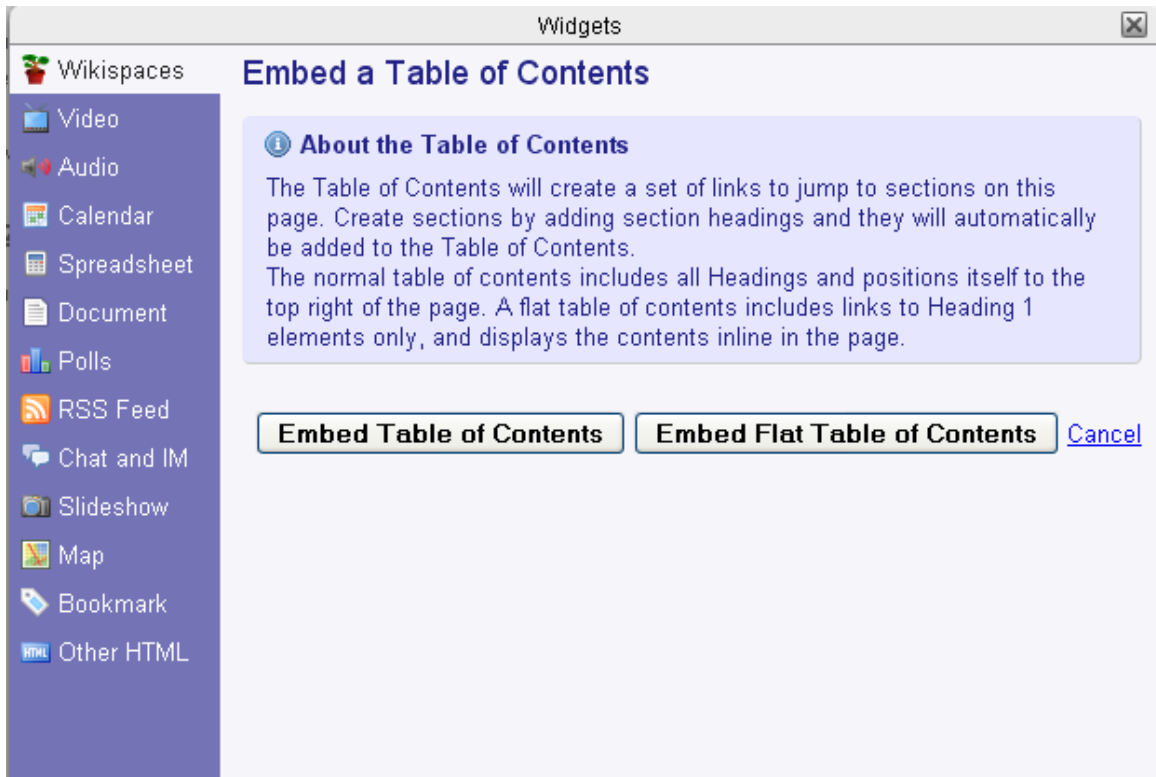 Widgets
Wikispaces
Video
Audio
Calendar
Spreadsheet
Document
Polls
RSS Feed
Chat and IM
Slideshow
Map
Bookmark
HTML Other HTML
Embed a Table of Contents
About the Table of Contents
The Table of Contents will create a set of links to jump to sections on this
page. Create sections by adding section headings and they will automatically
be added to the Table of Contents.
The normal table of contents includes all Headings and positions itself to the
top right of the page. A flat table of contents includes links to Heading 1
elements only, and displays the contents inline in the page.
Embed Table of Contents Embed Flat Table of Contents Cancel